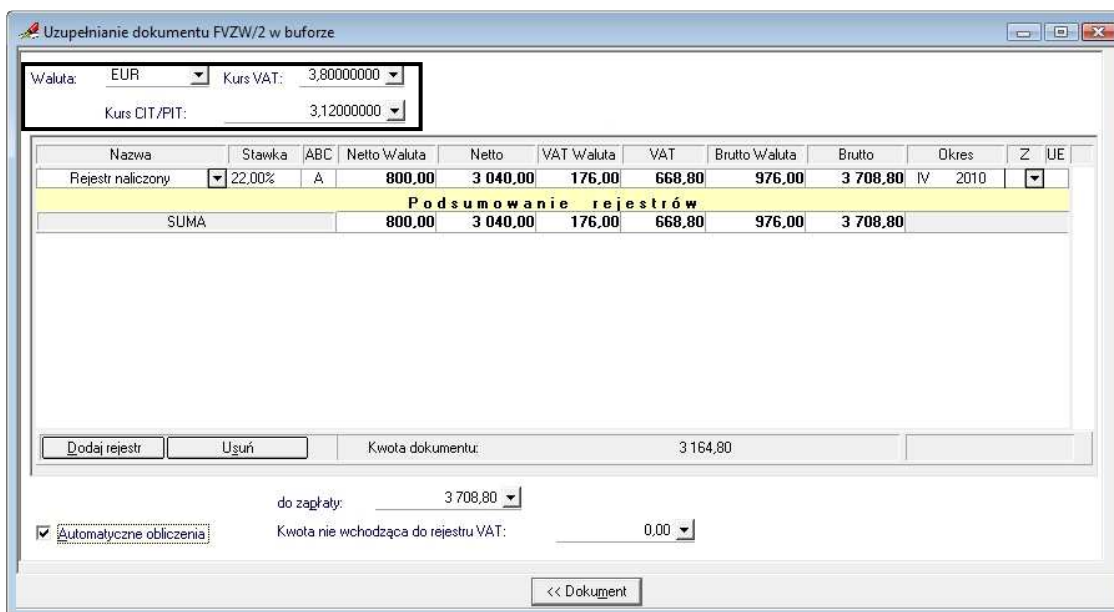 Uzupełnianie dokumentu FVZW/2 w buforze
Waluta: EUR Kurs VAT: 3,80000000
Kurs CIT/PIT: 3,12000000
Nazwa Stawka ABC Netto Waluta Netto VAT Waluta VAT Brutto Waluta Brutto Okres Z UE
Rejestr naliczony 22,00% A 800,00 3 040,00 176,00 668,80 976,00 3 708,80 IV 2010
Podsumowanie rejestrów
SUMA 800,00 3 040,00 176,00 668,80 976,00 3 708,80
Dodaj rejestr Usuń Kwota dokumentu: 3 164,80
do zapłaty: 3 708,80
Automatyczne obliczenia Kwota nie wchodząca do rejestru VAT: 0,00
<< Dokument